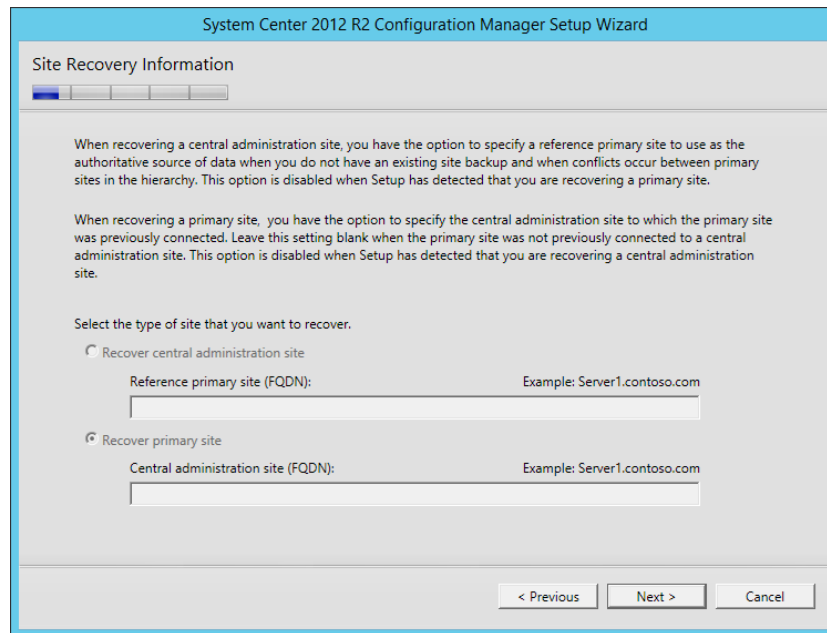 System Center 2012 R2 Configuration Manager Setup Wizard
Site Recovery Information
When recovering a central administration site, you have the option to specify a reference primary site to use as the
authoritative source of data when you do not have an existing site backup and when conflicts occur between primary
sites in the hierarchy. This option is disabled when Setup has detected that you are recovering a primary site.
When recovering a primary site, you have the option to specify the central administration site to which the primary site
was previously connected. Leave this setting blank when the primary site was not previously connected to a central
administration site. This option is disabled when Setup has detected that you are recovering a central administration
site.
Select the type of site that you want to recover.
Recover central administration site
Reference primary site (FQDN): Example: Server1.contoso.com
Recover primary site
Central administration site (FQDN): Example: Server1.contoso.com
< Previous Next > Cancel